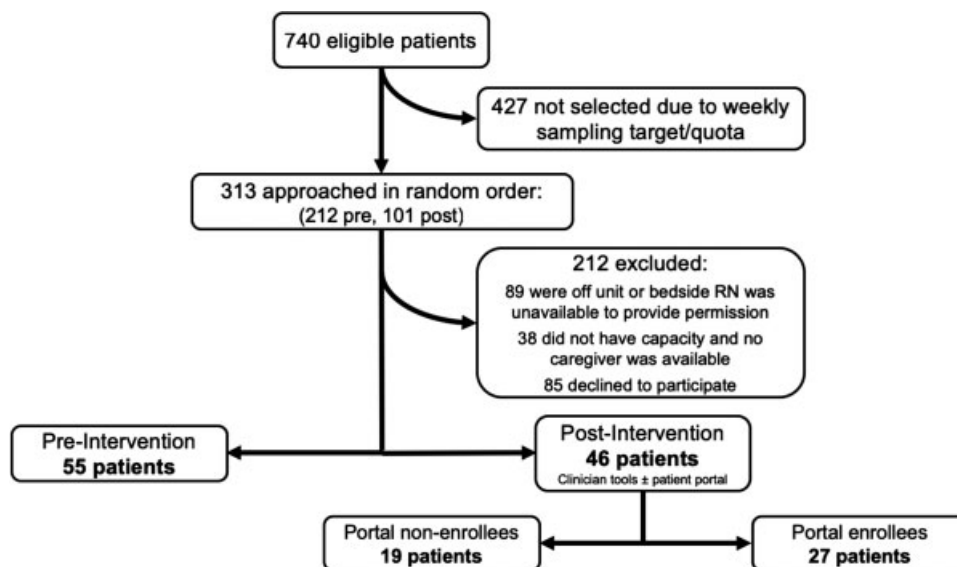 740 eligible patients
427 not selected due to weekly
sampling target/quota
313 approached in random order:
(212 pre, 101 post)
212 excluded:
89 were off unit or bedside RN was
unavailable to provide permission
38 did not have capacity and no
caregiver was available
85 declined to participate
Pre-Intervention
55 patients
Post-Intervention
46 patients
Clinician tools ± patient portal
Portal non-enrollees
19 patients
Portal enrollees
27 patients